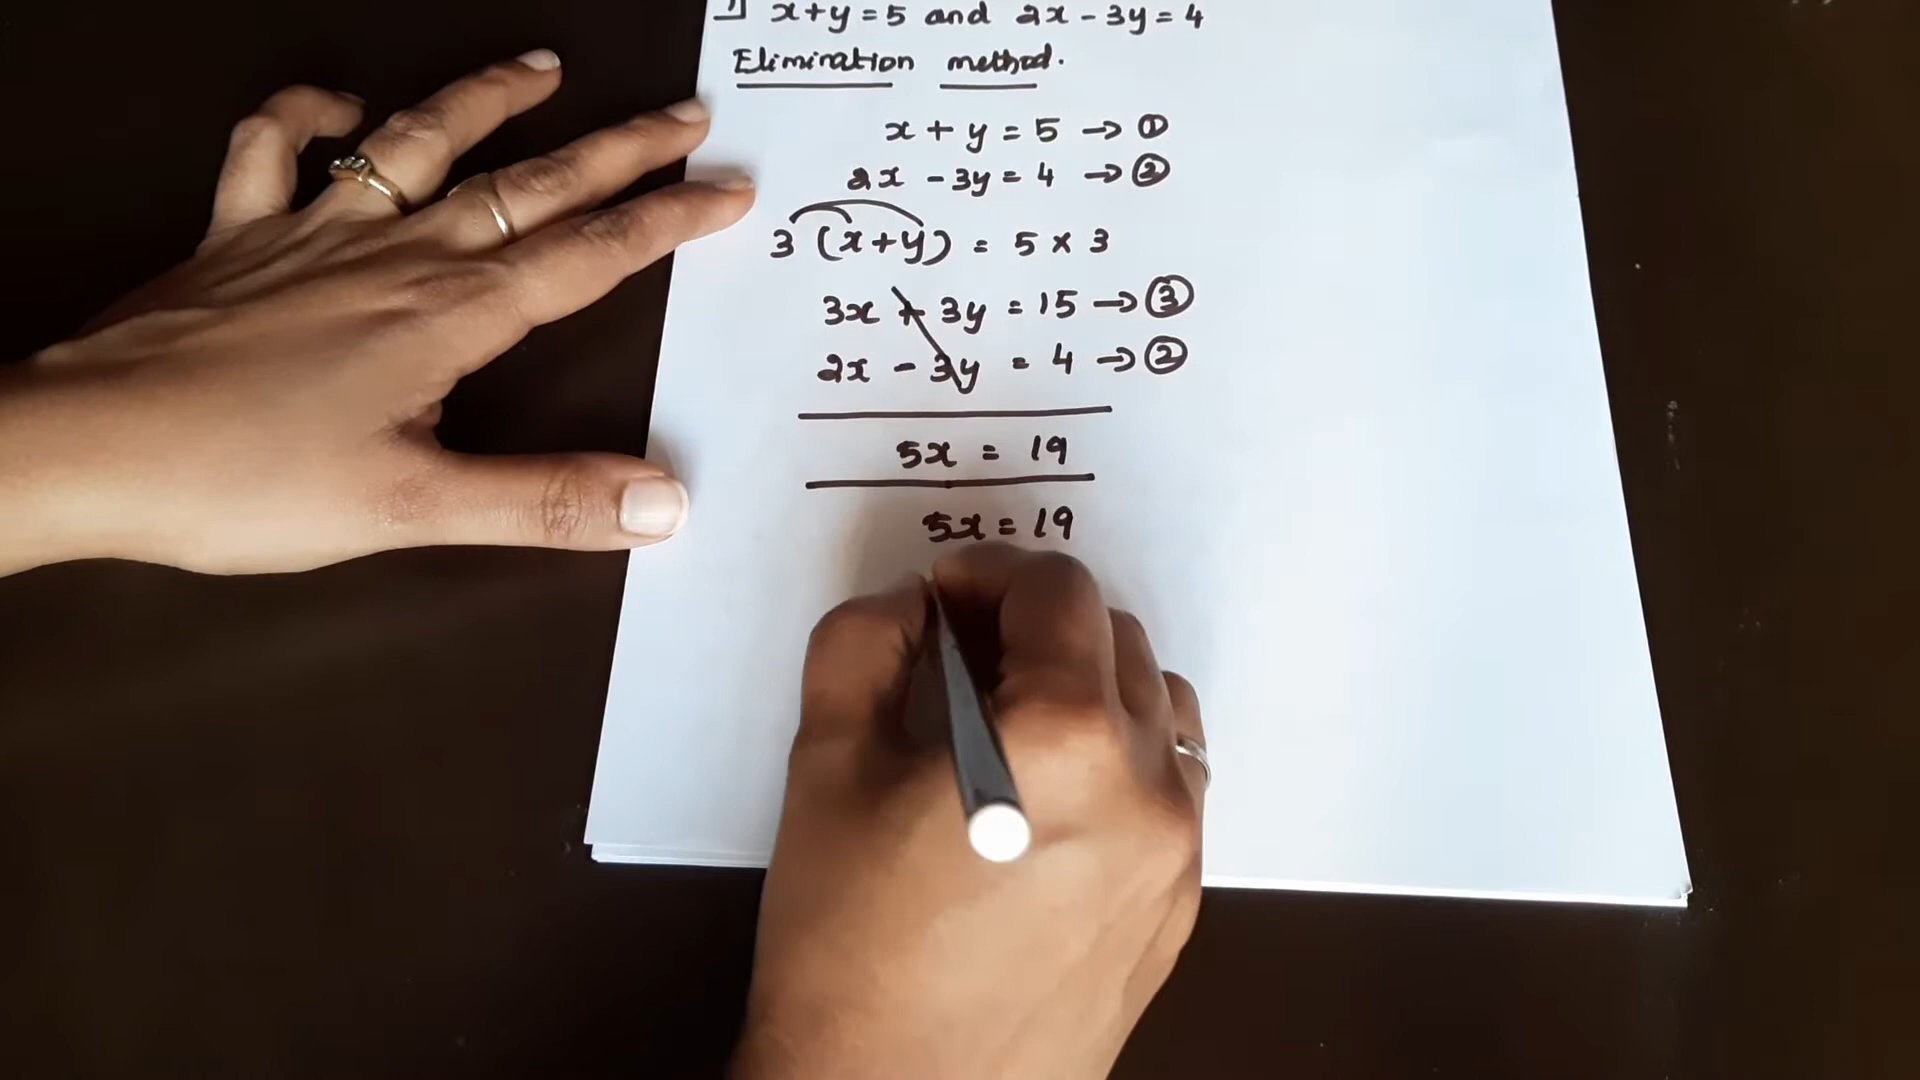 1] x+y=5 and 2x-3y=4
Elimination method.
x+y=5 → ①
2x-3y=4 → ②
3(x+y)=5×3
3x+3y=15 → ③
2x-3y=4 → ②
5x=19
5x=19